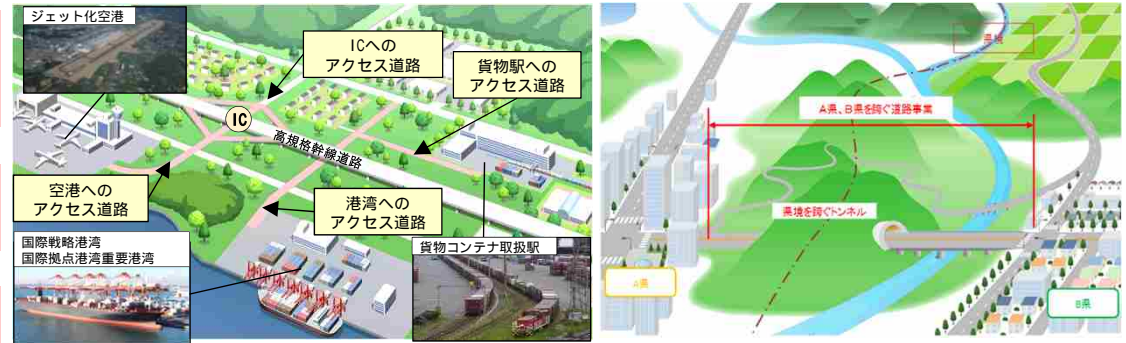 ジェット化空港
ICへの
アクセス道路
貨物駅への
アクセス道路
IC
高規格幹線道路
空港への
アクセス道路
港湾への
アクセス道路
国際戦略港湾
国際拠点港湾重要港湾
貨物コンテナ取扱駅
県境
A県、B県を跨ぐ道路事業
県境を跨ぐトンネル
A県
B県